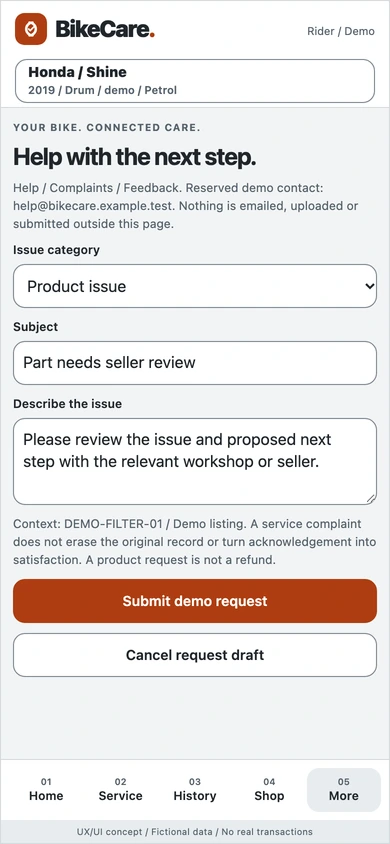 BikeCare.
Rider / Demo
Honda / Shine
2019 / Drum / demo / Petrol
YOUR BIKE. CONNECTED CARE.
Help with the next step.
Help / Complaints / Feedback. Reserved demo contact:
help@bikecare.example.test. Nothing is emailed, uploaded or
submitted outside this page.
Issue category
Product issue
Subject
Part needs seller review
Describe the issue
Please review the issue and proposed next
step with the relevant workshop or seller.
Context: DEMO-FILTER-01 / Demo listing. A service complaint
does not erase the original record or turn acknowledgement into
satisfaction. A product request is not a refund.
Submit demo request
Cancel request draft
01
Home
02
Service
03
History
04
Shop
05
More
UX/UI concept / Fictional data / No real transactions